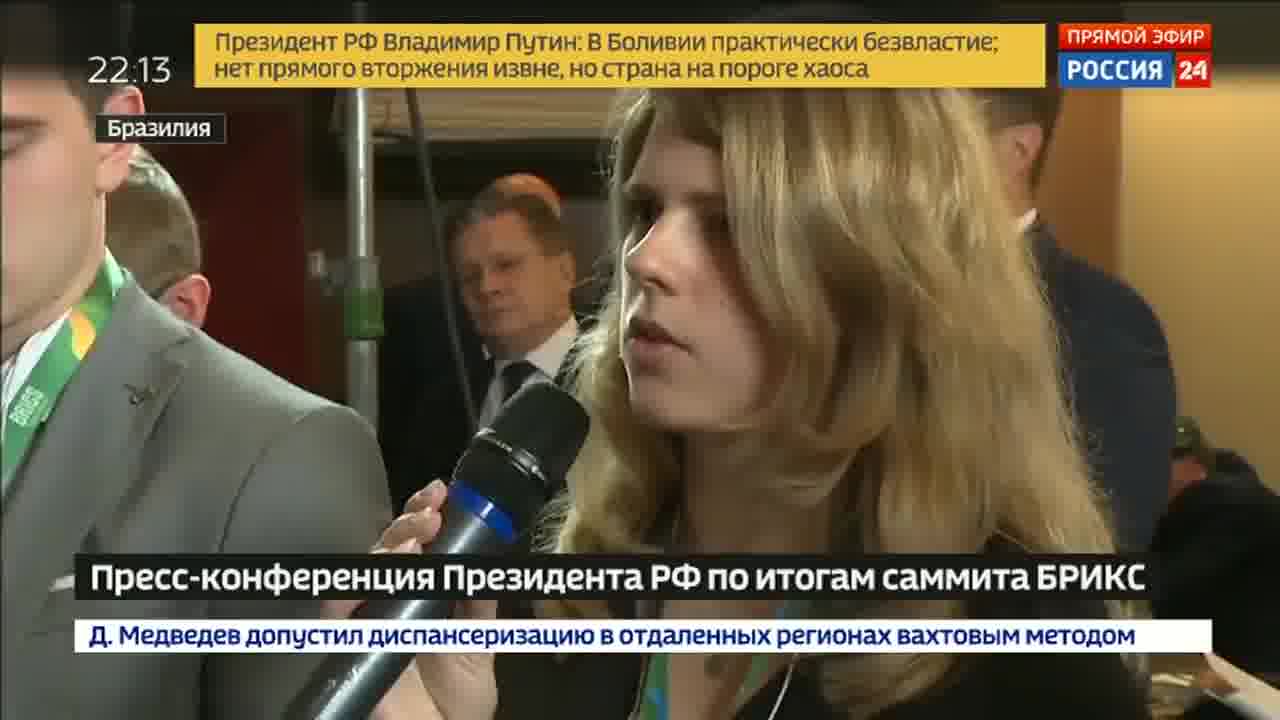 22:13
Президент РФ Владимир Путин: В Боливии практически безвластие;
нет прямого вторжения извне, но страна на пороге хаоса
ПРЯМОЙ ЭФИР
РОССИЯ 24
Бразилия
Пресс-конференция Президента РФ по итогам саммита БРИКС
Д. Медведев допустил диспансеризацию в отдаленных регионах вахтовым методом